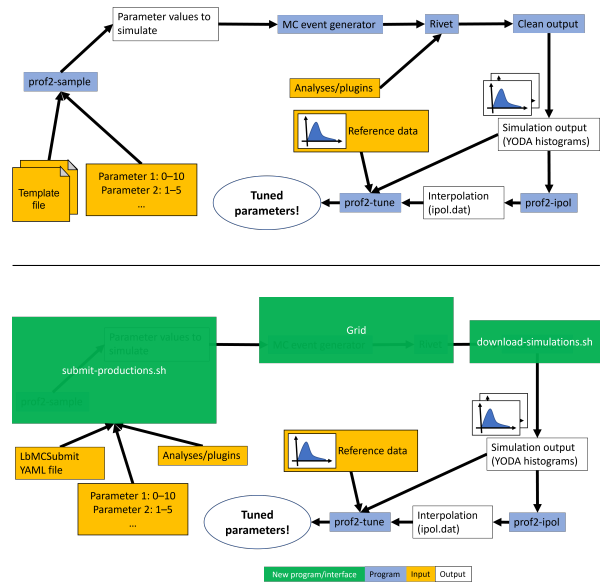 Parameter values to
simulate
MC event generator
Rivet
Clean output
prof2-sample
Analyses/plugins
Reference data
Simulation output
(YODA histograms)
Template
file
Parameter 1: 0–10
Parameter 2: 1–5
...
Tuned
parameters!
prof2-tune
Interpolation
(ipol.dat)
prof2-ipol
Parameter values to
simulate
submit-productions.sh
prof2-sample
Grid
MC event generator
Rivet
download-simulations.sh
LbMCSubmit
YAML file
Analyses/plugins
Reference data
Simulation output
(YODA histograms)
Parameter 1: 0–10
Parameter 2: 1–5
...
Tuned
parameters!
prof2-tune
Interpolation
(ipol.dat)
prof2-ipol
New program/interface
Program
Input
Output